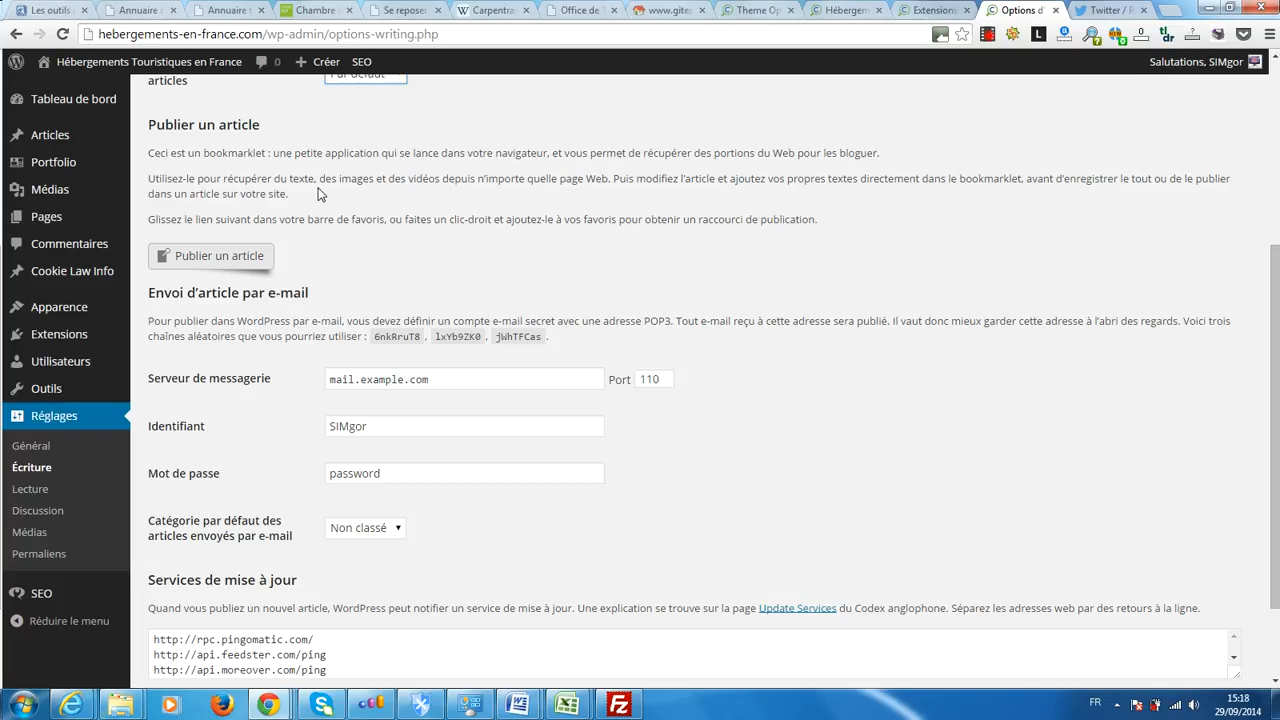 Les outils
Annuaire c
Annuaire s
Chambre
Se reposer
Carpentra
Office de
www.gites
Theme Op
Hébergem
Extensions
Options d'
Twitter / R
hebergements-en-france.com/wp-admin/options-writing.php
Hébergements Touristiques en France 0 Créer SEO Salutations, SIMgor
articles Par défaut
Tableau de bord
Articles
Portfolio
Médias
Pages
Commentaires
Cookie Law Info
Apparence
Extensions
Utilisateurs
Outils
Réglages
Général
Écriture
Lecture
Discussion
Médias
Permaliens
SEO
Réduire le menu
Publier un article
Ceci est un bookmarklet : une petite application qui se lance dans votre navigateur, et vous permet de récupérer des portions du Web pour les bloguer.
Utilisez-le pour récupérer du texte, des images et des vidéos depuis n'importe quelle page Web. Puis modifiez l'article et ajoutez vos propres textes directement dans le bookmarklet, avant d'enregistrer le tout ou de le publier
dans un article sur votre site.
Glissez le lien suivant dans votre barre de favoris, ou faites un clic-droit et ajoutez-le à vos favoris pour obtenir un raccourci de publication.
Publier un article
Envoi d'article par e-mail
Pour publier dans WordPress par e-mail, vous devez définir un compte e-mail secret avec une adresse POP3. Tout e-mail reçu à cette adresse sera publié. Il vaut donc mieux garder cette adresse à l'abri des regards. Voici trois
chaînes aléatoires que vous pourriez utiliser : 6nkRruT8, lxYb9ZK0, jWhTFCas.
Serveur de messagerie mail.example.com Port 110
Identifiant SIMgor
Mot de passe password
Catégorie par défaut des
articles envoyés par e-mail
Non classé
Services de mise à jour
Quand vous publiez un nouvel article, WordPress peut notifier un service de mise à jour. Une explication se trouve sur la page Update Services du Codex anglophone. Séparez les adresses web par des retours à la ligne.
http://rpc.pingomatic.com/
http://api.feedster.com/ping
http://api.moreover.com/ping
FR
15:18
29/09/2014